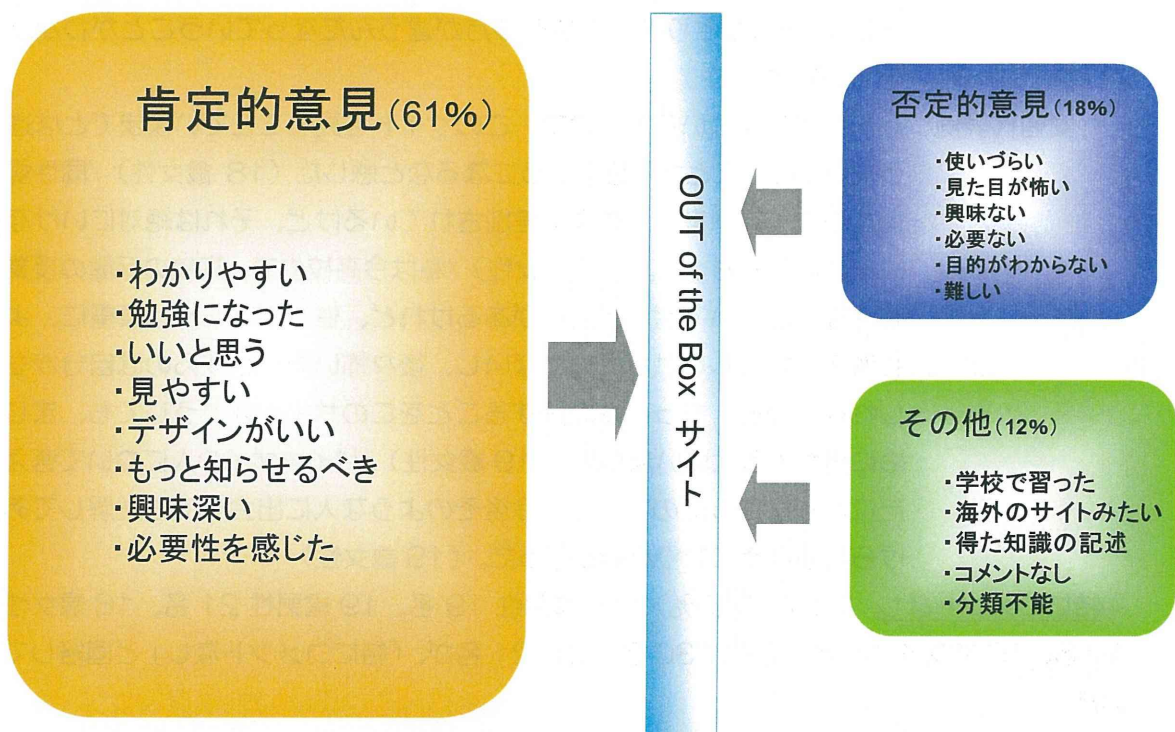 肯定的意見(61%)
・わかりやすい
・勉強になった
・いいと思う
・見やすい
・デザインがいい
・もっと知らせるべき
・興味深い
・必要性を感じた
OUT of the Box サイト
否定的意見(18%)
・使いづらい
・見た目が怖い
・興味ない
・必要ない
・目的がわからない
・難しい
その他(12%)
・学校で習った
・海外のサイトみたい
・得た知識の記述
・コメントなし
・分類不能